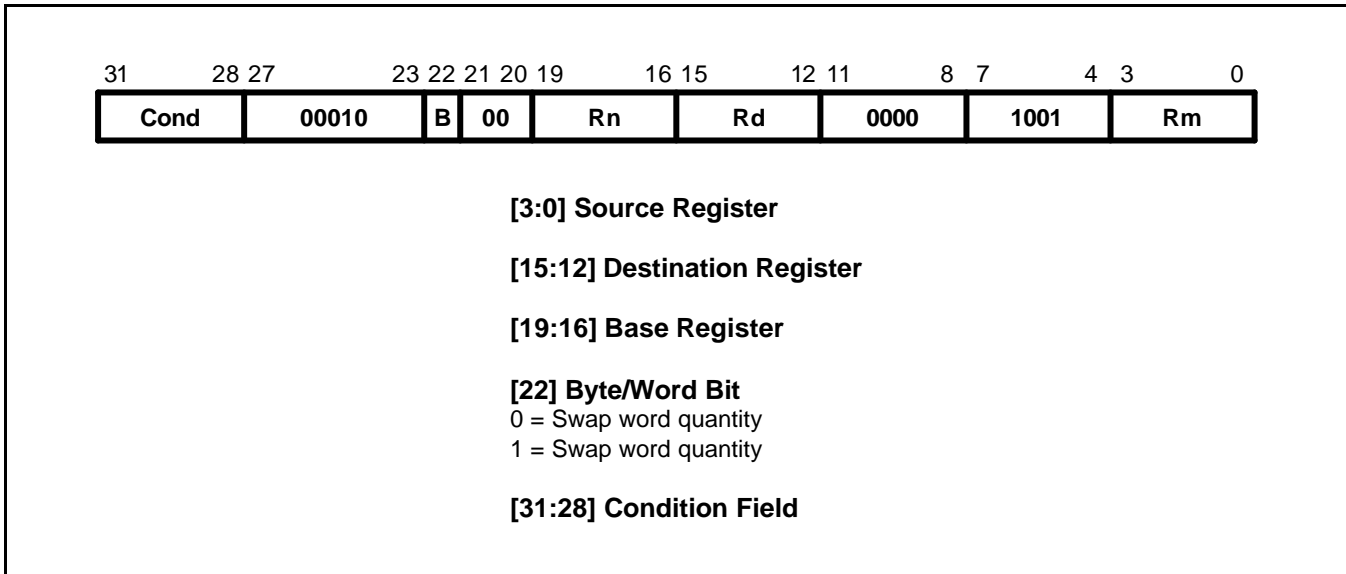 31 28 27 23 22 21 20 19 16 15 12 11 8 7 4 3 0
Cond 00010 B 00 Rn Rd 0000 1001 Rm
[3:0] Source Register
[15:12] Destination Register
[19:16] Base Register
[22] Byte/Word Bit
0 = Swap word quantity
1 = Swap word quantity
[31:28] Condition Field